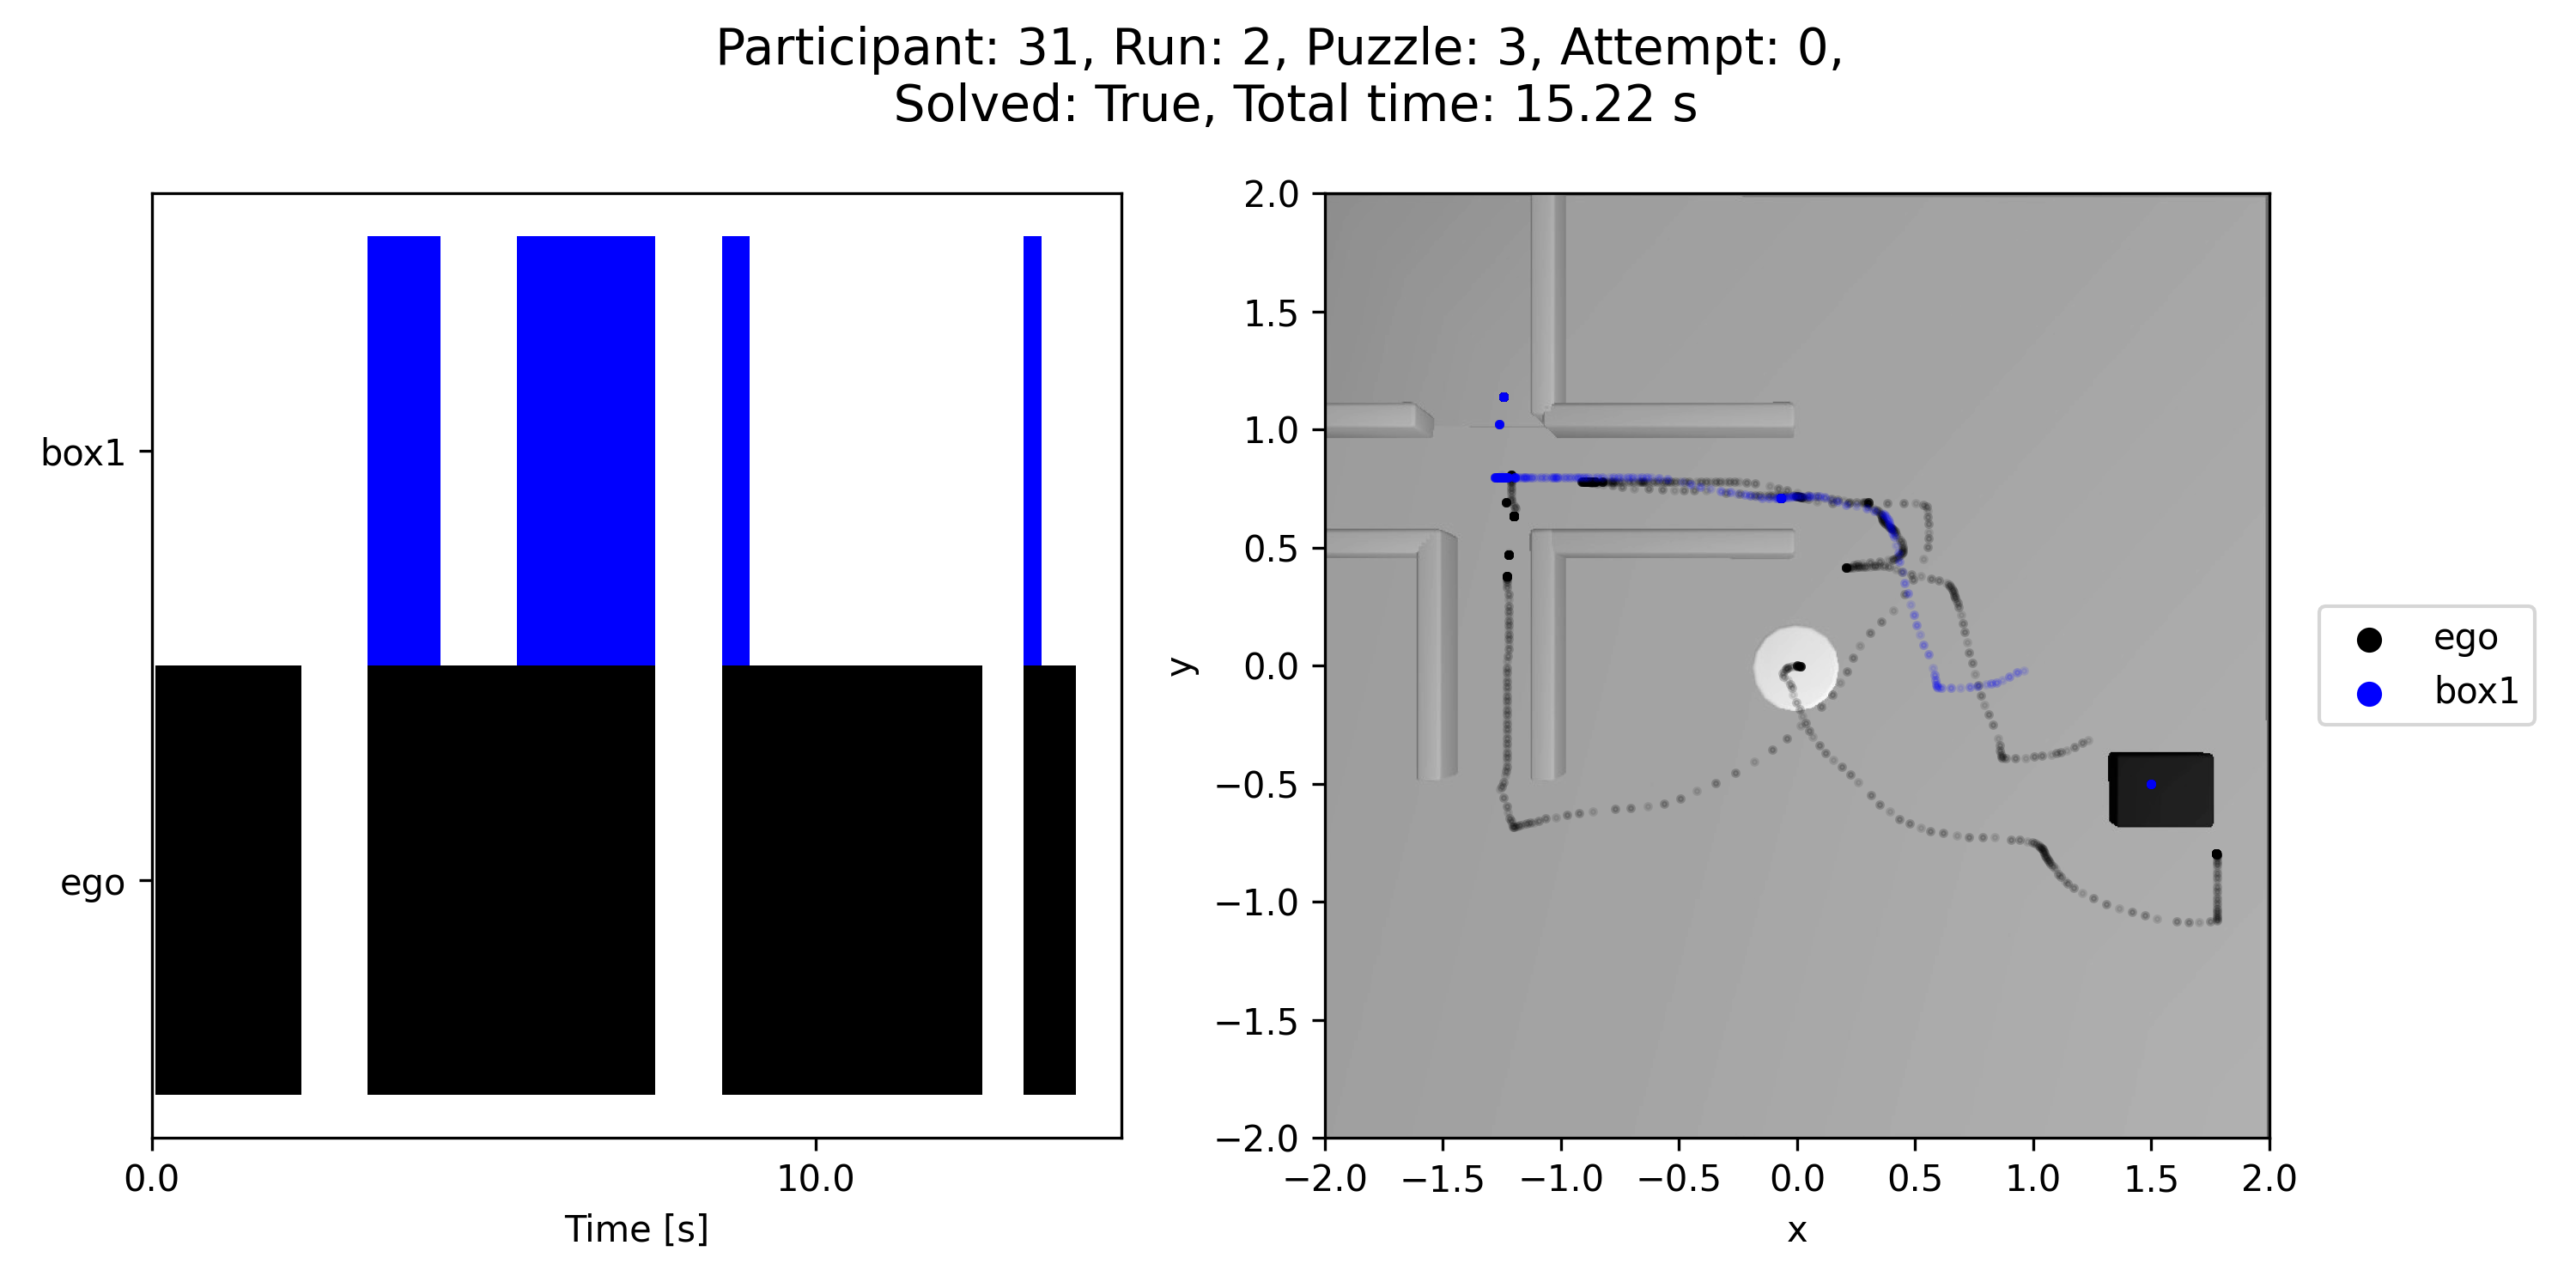 Participant: 31, Run: 2, Puzzle: 3, Attempt: 0,
Solved: True, Total time: 15.22 s
box1
ego
0.0
10.0
Time [s]
2.0
1.5
1.0
0.5
0.0
−0.5
−1.0
−1.5
−2.0
y
−2.0
−1.5
−1.0
−0.5
0.0
0.5
1.0
1.5
2.0
x
ego
box1